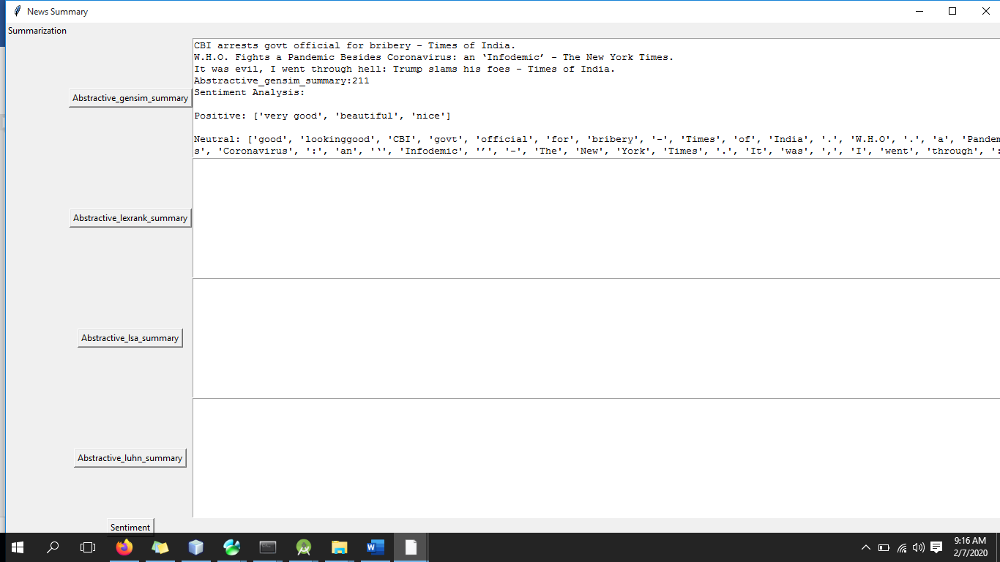 News Summary
Summarization
CBI arrests govt official for bribery - Times of India.
W.H.O. Fights a Pandemic Besides Coronavirus: an ‘Infodemic’ - The New York Times.
It was evil, I went through hell: Trump slams his foes - Times of India.
Abstractive_gensim_summary:211
Sentiment Analysis:
Abstractive_gensim_summary
Positive: ['very good', 'beautiful', 'nice']
Neutral: ['good', 'lookinggood', 'CBI', 'govt', 'official', 'for', 'bribery', '-', 'Times', 'of', 'India', '.', 'W.H.O', '.', 'a', 'Pandem
s', 'Coronavirus', ':', 'an', '‘', 'Infodemic', '’', '-', 'The', 'New', 'York', 'Times', '.', 'It', 'was', ',', 'I', 'went', 'through', ':
Abstractive_lexrank_summary
Abstractive_lsa_summary
Abstractive_luhn_summary
Sentiment
9:16 AM
2/7/2020